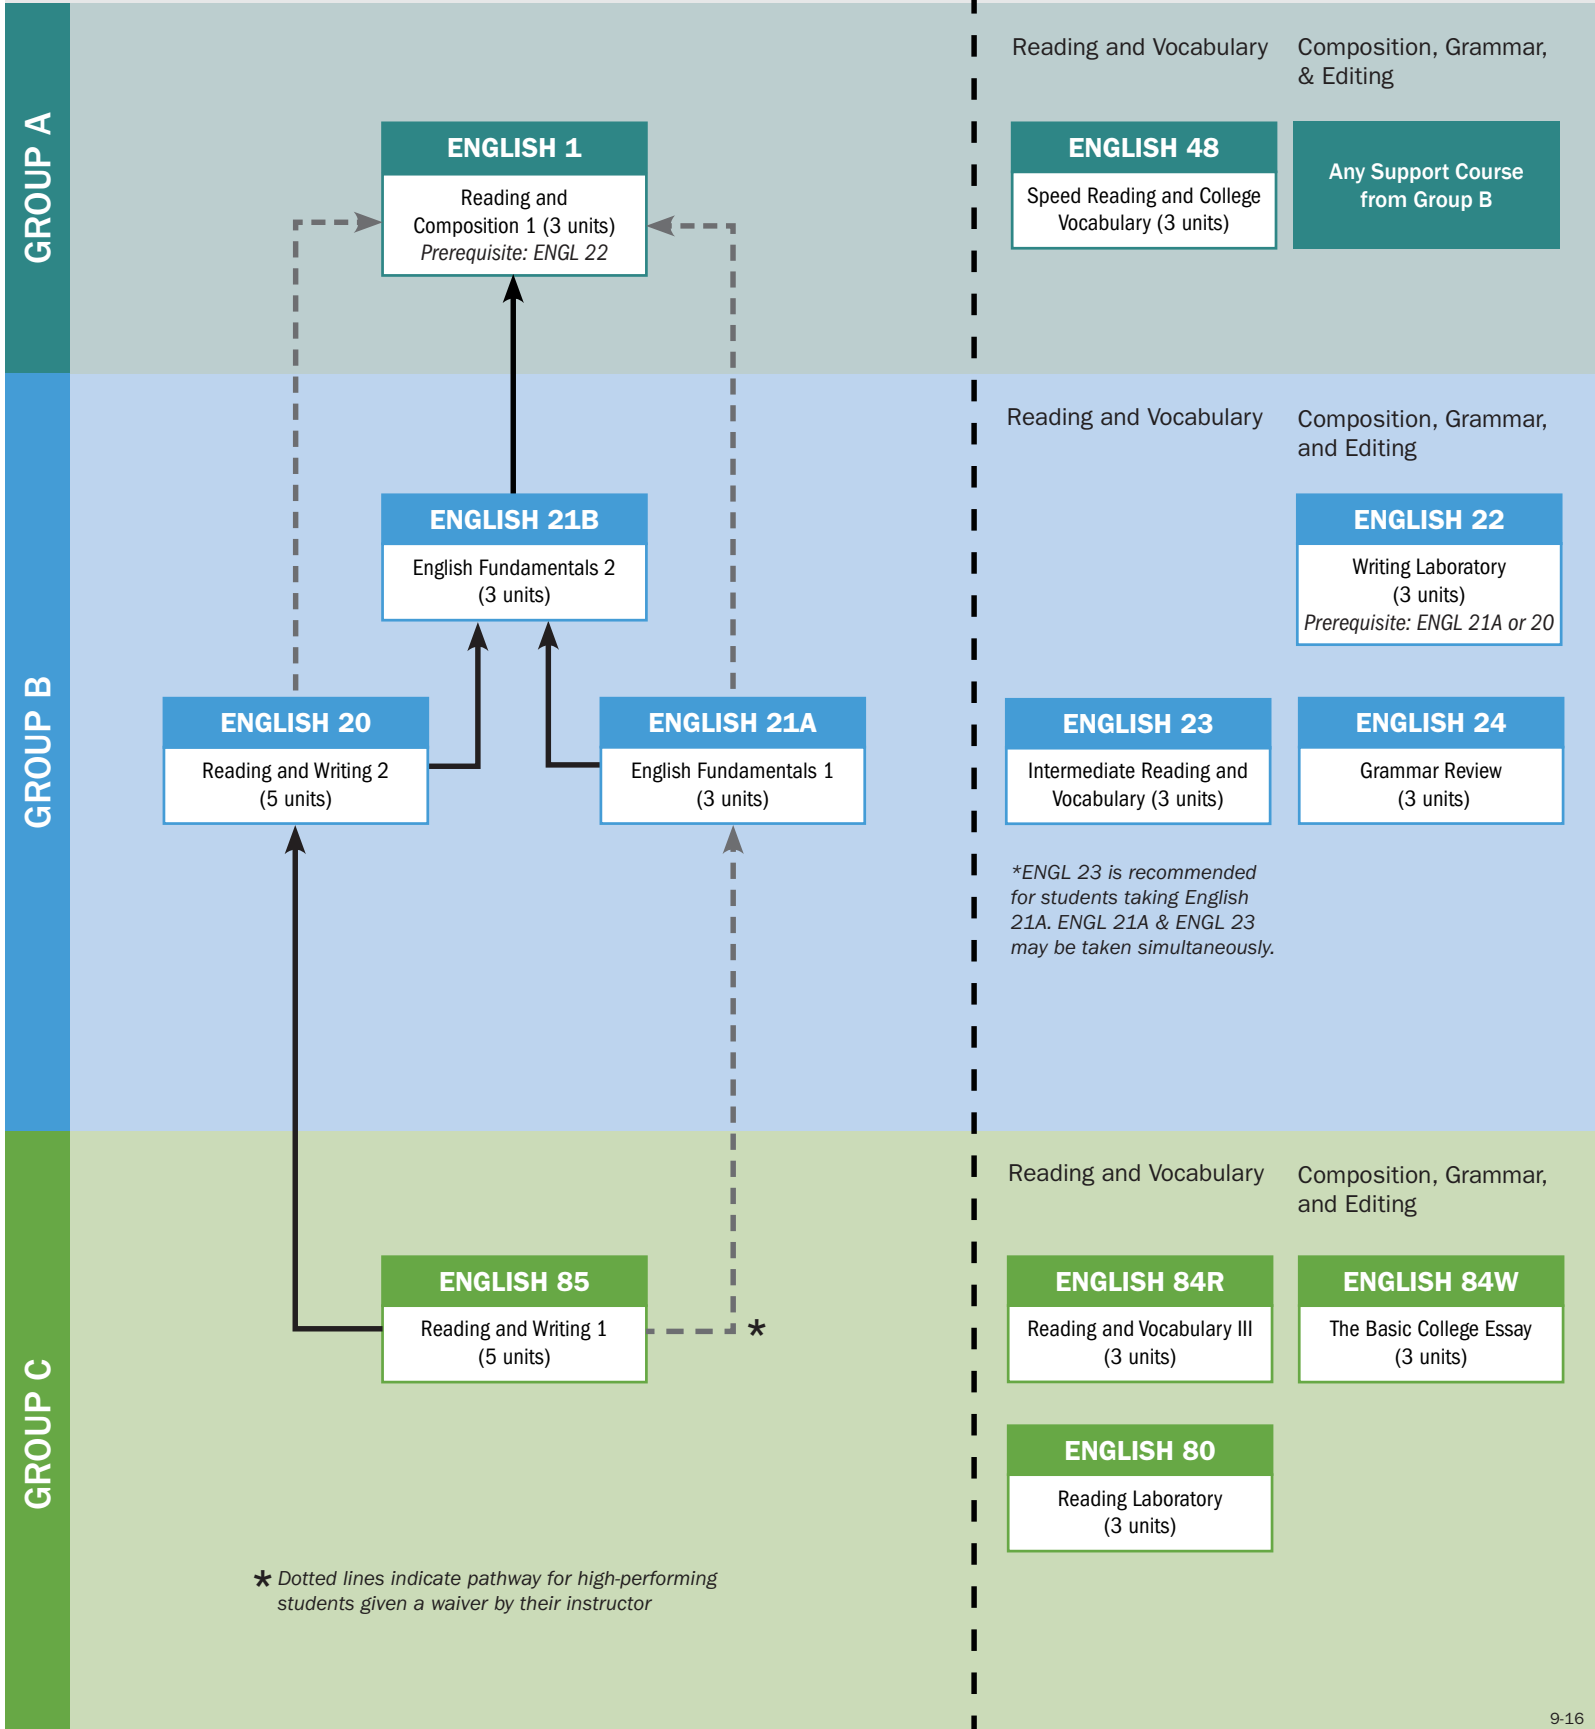 GROUP A
Reading and Vocabulary
Composition, Grammar,
& Editing
ENGLISH 1
Reading and
Composition 1 (3 units)
Prerequisite: ENGL 22
ENGLISH 48
Speed Reading and College
Vocabulary (3 units)
Any Support Course
from Group B
GROUP B
Reading and Vocabulary
Composition, Grammar,
and Editing
ENGLISH 21B
English Fundamentals 2
(3 units)
ENGLISH 22
Writing Laboratory
(3 units)
Prerequisite: ENGL 21A or 20
ENGLISH 20
Reading and Writing 2
(5 units)
ENGLISH 21A
English Fundamentals 1
(3 units)
ENGLISH 23
Intermediate Reading and
Vocabulary (3 units)
ENGLISH 24
Grammar Review
(3 units)
*ENGL 23 is recommended
for students taking English
21A. ENGL 21A & ENGL 23
may be taken simultaneously.
GROUP C
Reading and Vocabulary
Composition, Grammar,
and Editing
ENGLISH 85
Reading and Writing 1
(5 units)
*
ENGLISH 84R
Reading and Vocabulary III
(3 units)
ENGLISH 84W
The Basic College Essay
(3 units)
ENGLISH 80
Reading Laboratory
(3 units)
* Dotted lines indicate pathway for high-performing
students given a waiver by their instructor
9-16